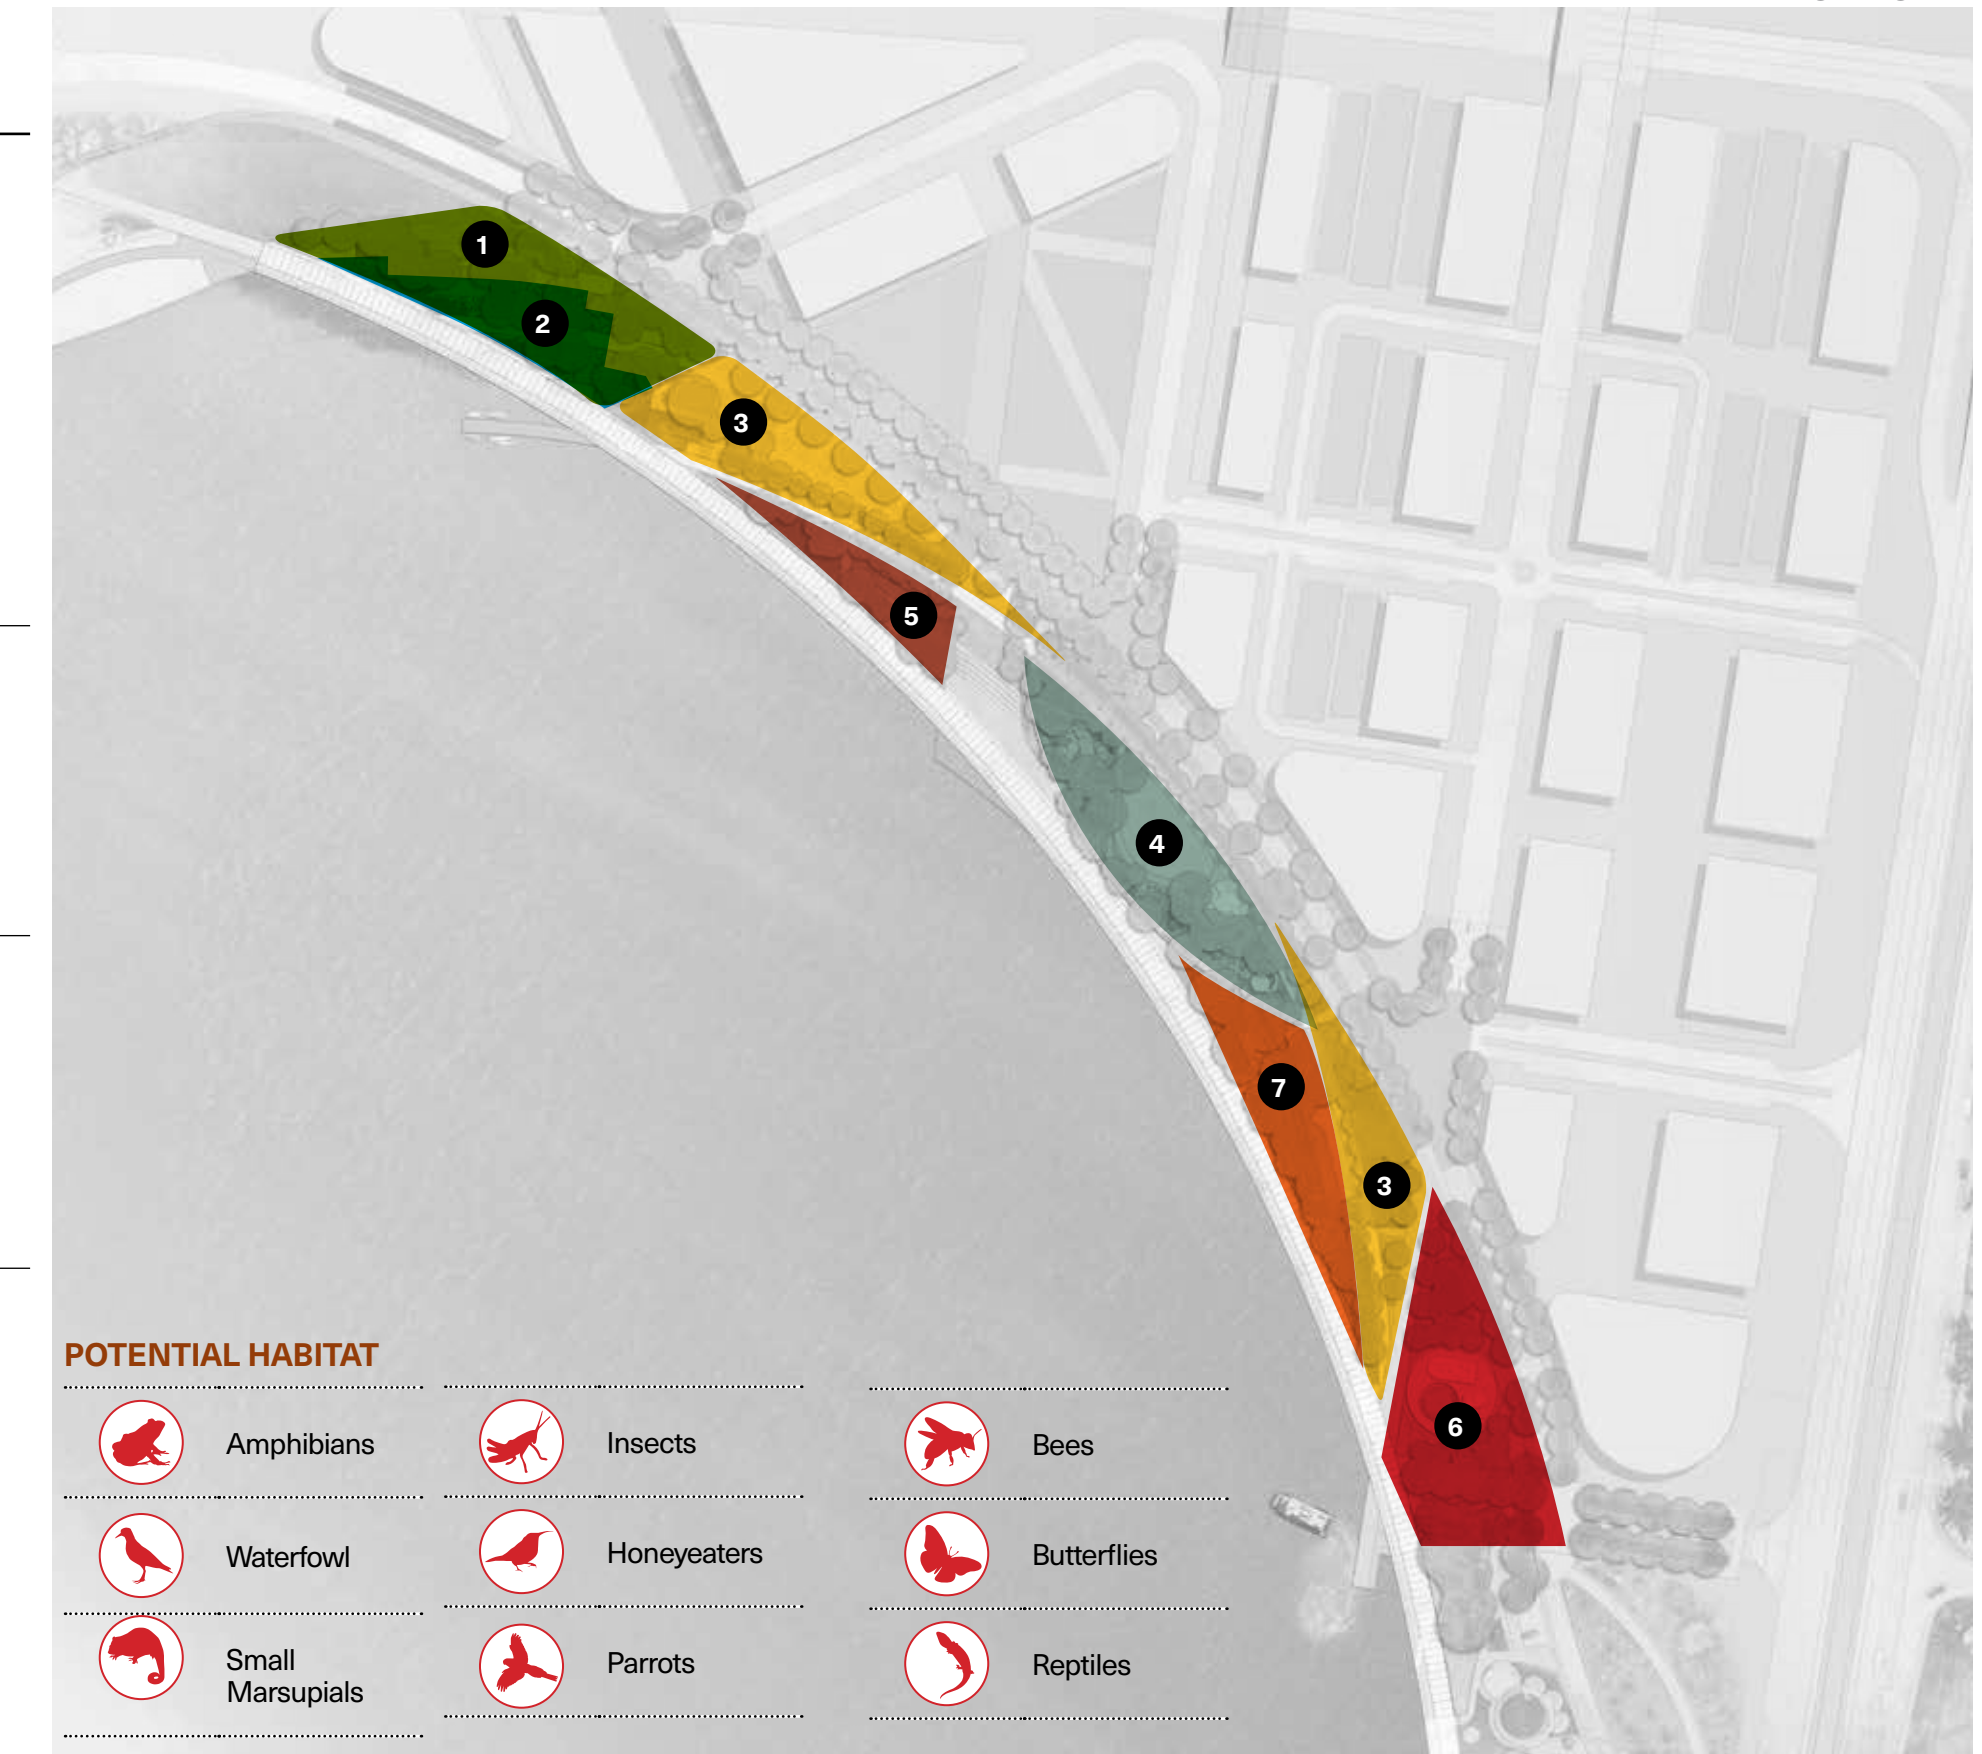 1
2
3
5
4
7
3
6
POTENTIAL HABITAT
Amphibians
Insects
Bees
Waterfowl
Honeyeaters
Butterflies
Small
Marsupials
Parrots
Reptiles